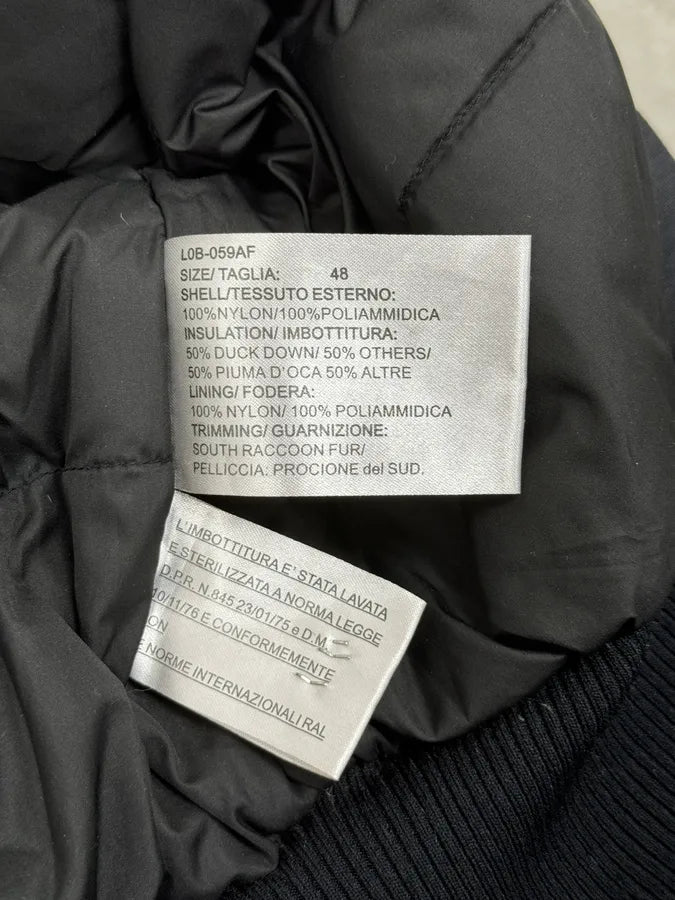 L0B-059AF
SIZE/ TAGLIA: 48
SHELL/TESSUTO ESTERNO:
100%NYLON/100%POLIAMMIDICA
INSULATION/ IMBOTTITURA:
50% DUCK DOWN/ 50% OTHERS/
50% PIUMA D'OCA 50% ALTRE
LINING/ FODERA:
100% NYLON/ 100% POLIAMMIDICA
TRIMMING/ GUARNIZIONE:
SOUTH RACCOON FUR/
PELLICCIA: PROCIONE del SUD.
L'IMBOTTITURA E' STATA LAVATA
E STERILIZZATA A NORMA LEGGE
D.P.R. N.845 23/01/75 e D.M.
10/11/76 E CONFORMEMENTE
ION
E NORME INTERNAZIONALI RAL